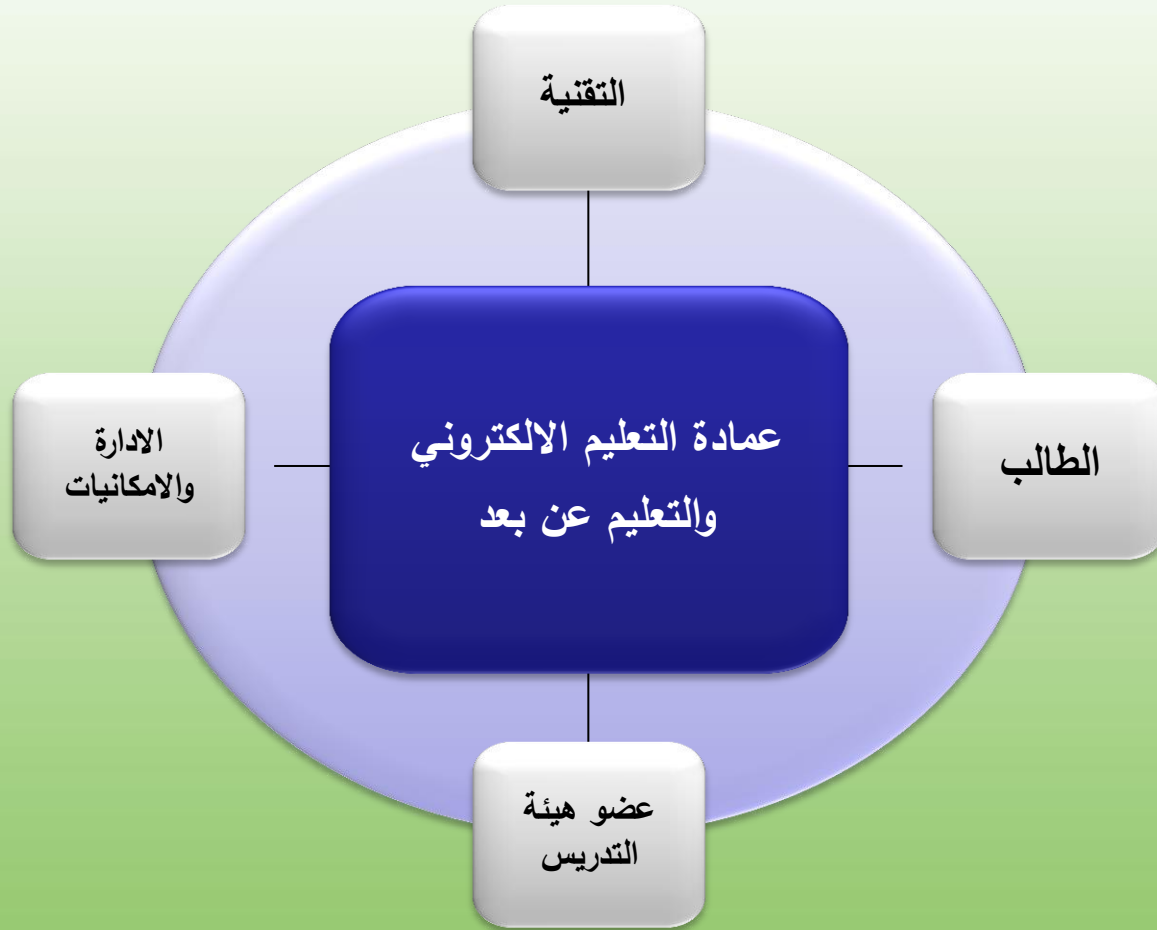 التقنية
عمادة التعليم الالكتروني
والتعليم عن بعد
الطالب
الادارة
والامكانيات
عضو هيئة
التدريس